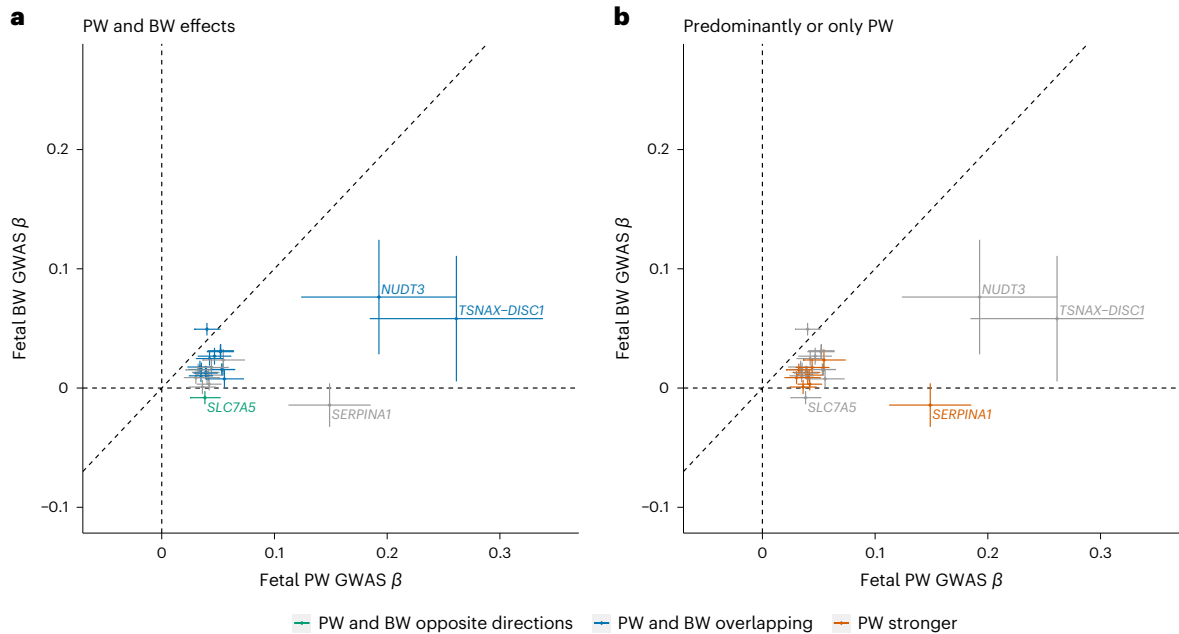 a
PW and BW effects
0.2
0.1
0
−0.1
Fetal BW GWAS β
NUDT3
TSNAX−DISC1
SLC7A5
SERPINA1
0
0.1
0.2
0.3
Fetal PW GWAS β
b
Predominantly or only PW
0.2
0.1
0
−0.1
Fetal BW GWAS β
NUDT3
TSNAX−DISC1
SLC7A5
SERPINA1
0
0.1
0.2
0.3
Fetal PW GWAS β
PW and BW opposite directions
PW and BW overlapping
PW stronger